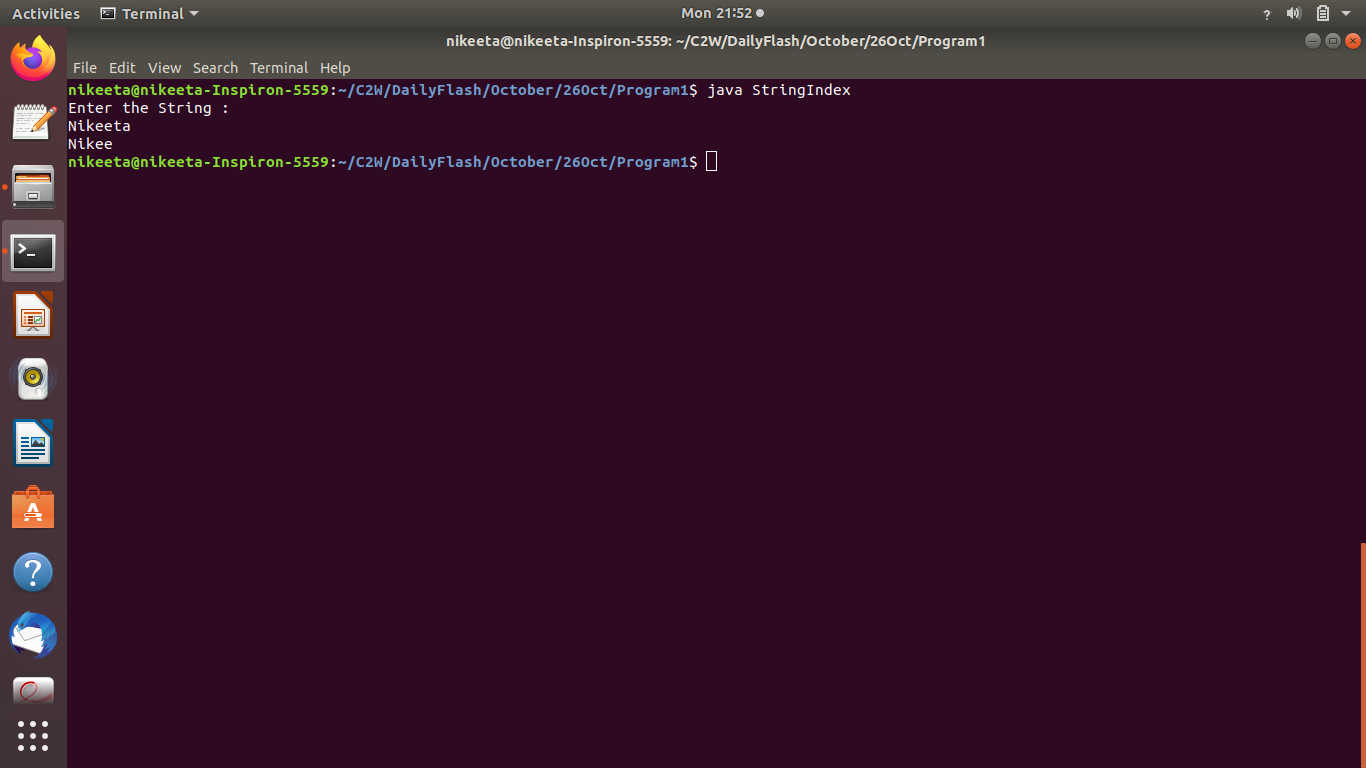 Activities Terminal Mon 21:52 ?
nikeeta@nikeeta-Inspiron-5559: ~/C2W/DailyFlash/October/26Oct/Program1
File Edit View Search Terminal Help
nikeeta@nikeeta-Inspiron-5559:~/C2W/DailyFlash/October/26Oct/Program1$ java StringIndex
Enter the String :
Nikeeta
Nikee
nikeeta@nikeeta-Inspiron-5559:~/C2W/DailyFlash/October/26Oct/Program1$